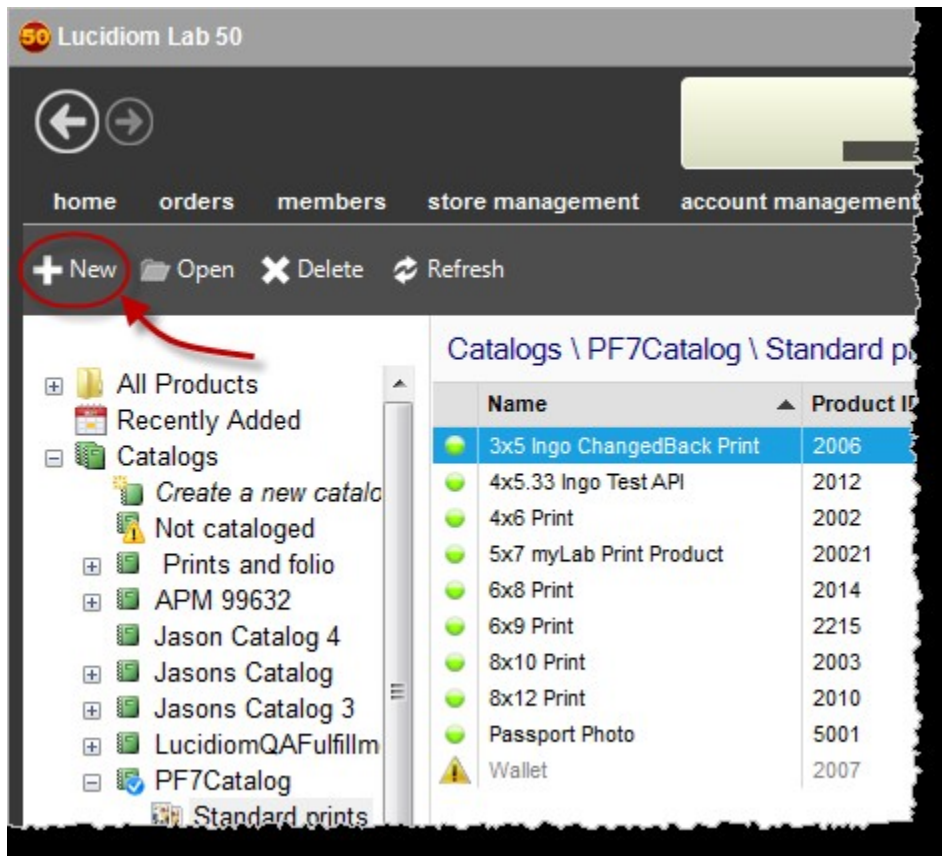 50 Lucidiom Lab 50
home orders members store management account management
New Open Delete Refresh
All Products
Recently Added
Catalogs
Create a new catalo
Not cataloged
Prints and folio
APM 99632
Jason Catalog 4
Jasons Catalog
Jasons Catalog 3
LucidiomQAFulfillm
PF7Catalog
Standard prints
Catalogs \ PF7Catalog \ Standard p
Name Product I
3x5 Ingo ChangedBack Print 2006
4x5.33 Ingo Test API 2012
4x6 Print 2002
5x7 myLab Print Product 20021
6x8 Print 2014
6x9 Print 2215
8x10 Print 2003
8x12 Print 2010
Passport Photo 5001
Wallet 2007